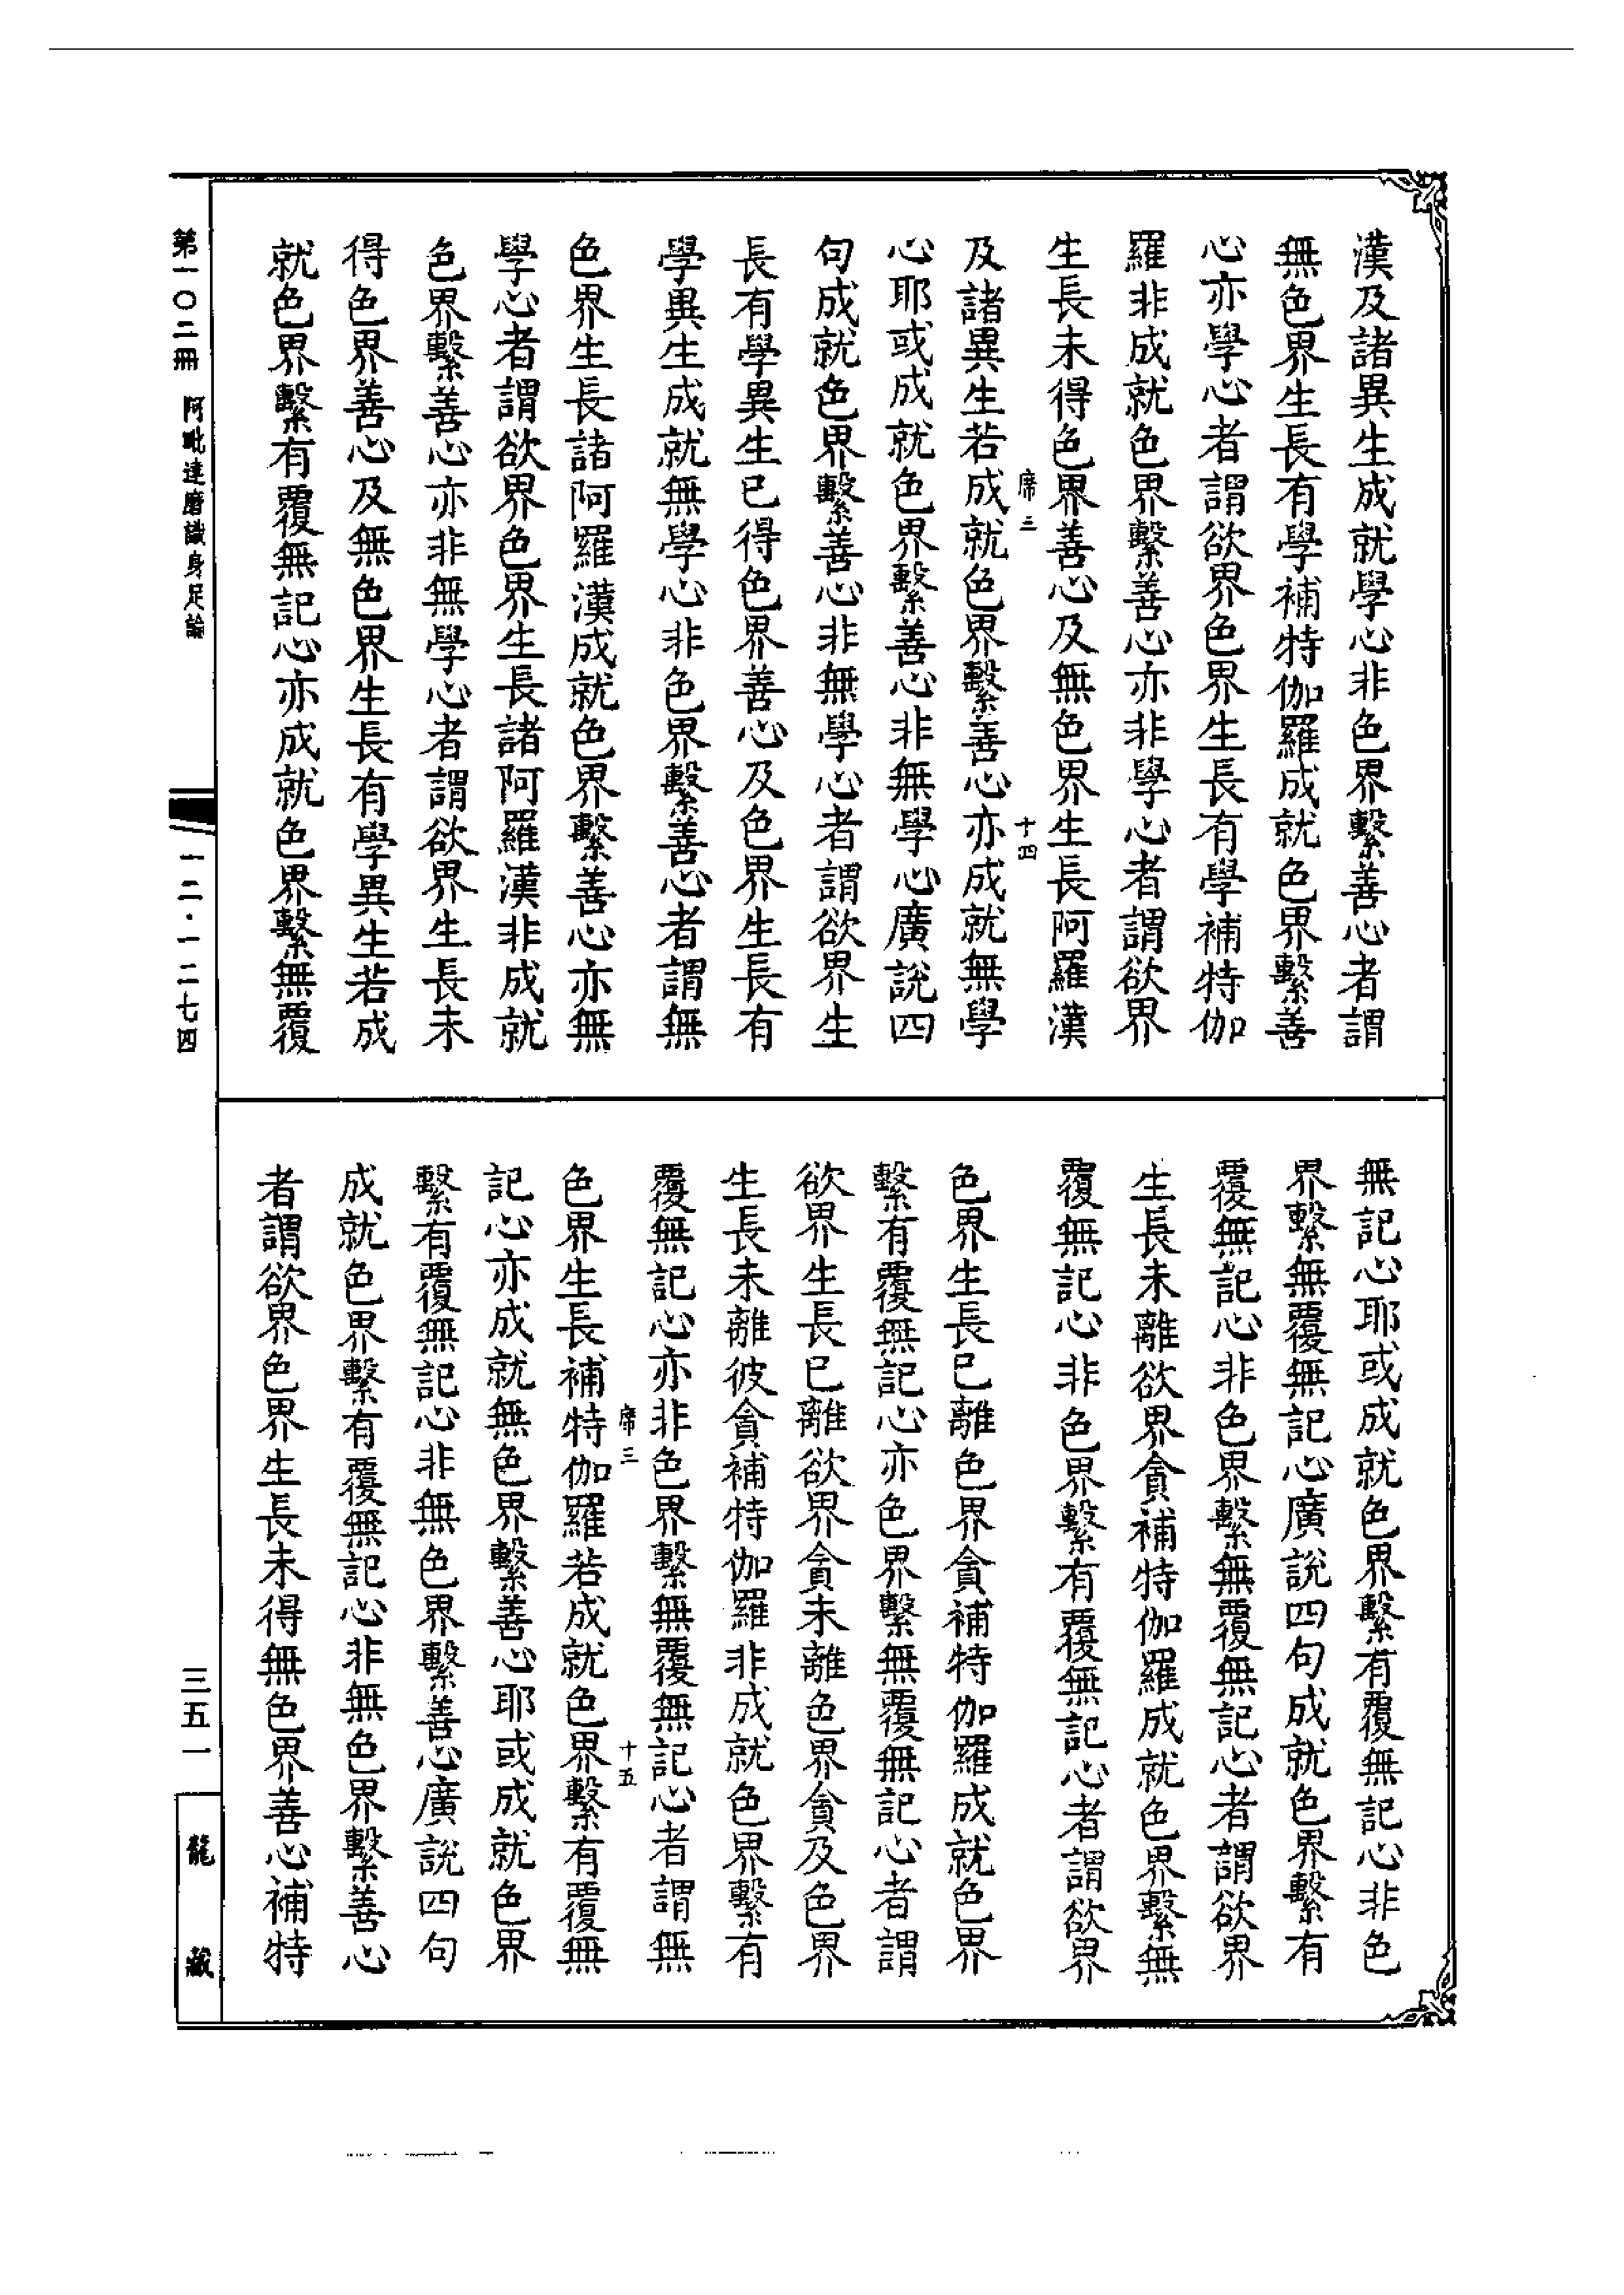 漢及諸異生成就學心非色界繫善心者謂
無色界生長有學補特伽羅成就色界繫善
心亦學心者謂欲界色界生長有學補特伽
羅非成就色界繫善心亦非學心者謂欲界
生長未得色界善心及無色界生長阿羅漢
席三 十四
及諸異生若成就色界繫善心亦成就無學
心耶或成就色界繫善心非無學心廣說四
句成就色界繫善心非無學心者謂欲界生
長有學異生已得色界善心及色界生長有
學異生成就無學心非色界繫善心者謂無
色界生長諸阿羅漢成就色界繫善心亦無
學心者謂欲界色界生長諸阿羅漢非成就
色界繫善心亦非無學心者謂欲界生長未
得色界善心及無色界生長有學異生若成
就色界繫有覆無記心亦成就色界繫無覆
無記心耶或成就色界繫有覆無記心非色
界繫無覆無記心廣說四句成就色界繫有
覆無記心非色界繫無覆無記心者謂欲界
生長未離欲界貪補特伽羅成就色界繫無
覆無記心非色界繫有覆無記心者謂欲界
色界生長已離色界貪補特伽羅成就色界
繫有覆無記心亦色界繫無覆無記心者謂
欲界生長已離欲界貪未離色界貪及色界
生長未離彼貪補特伽羅非成就色界繫有
覆無記心亦非色界繫無覆無記心者謂無
席三 十五
色界生長補特伽羅若成就色界繫有覆無
記心亦成就無色界繫善心耶或成就色界
繫有覆無記心非無色界繫善心廣說四句
成就色界繫有覆無記心非無色界繫善心
者謂欲界色界生長未得無色界善心補特
第一〇二冊 阿毗達磨識身足論
一二·一二七四
三五一
龍藏